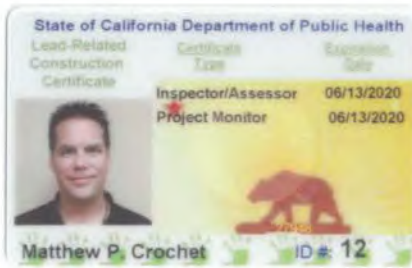 State of California Department of Public Health
Lead-Related
Construction
Certificate
Certificate
Type
Expiration
Date
Inspector/Assessor 06/13/2020
Project Monitor 06/13/2020
Matthew P. Crochet
ID #: 12